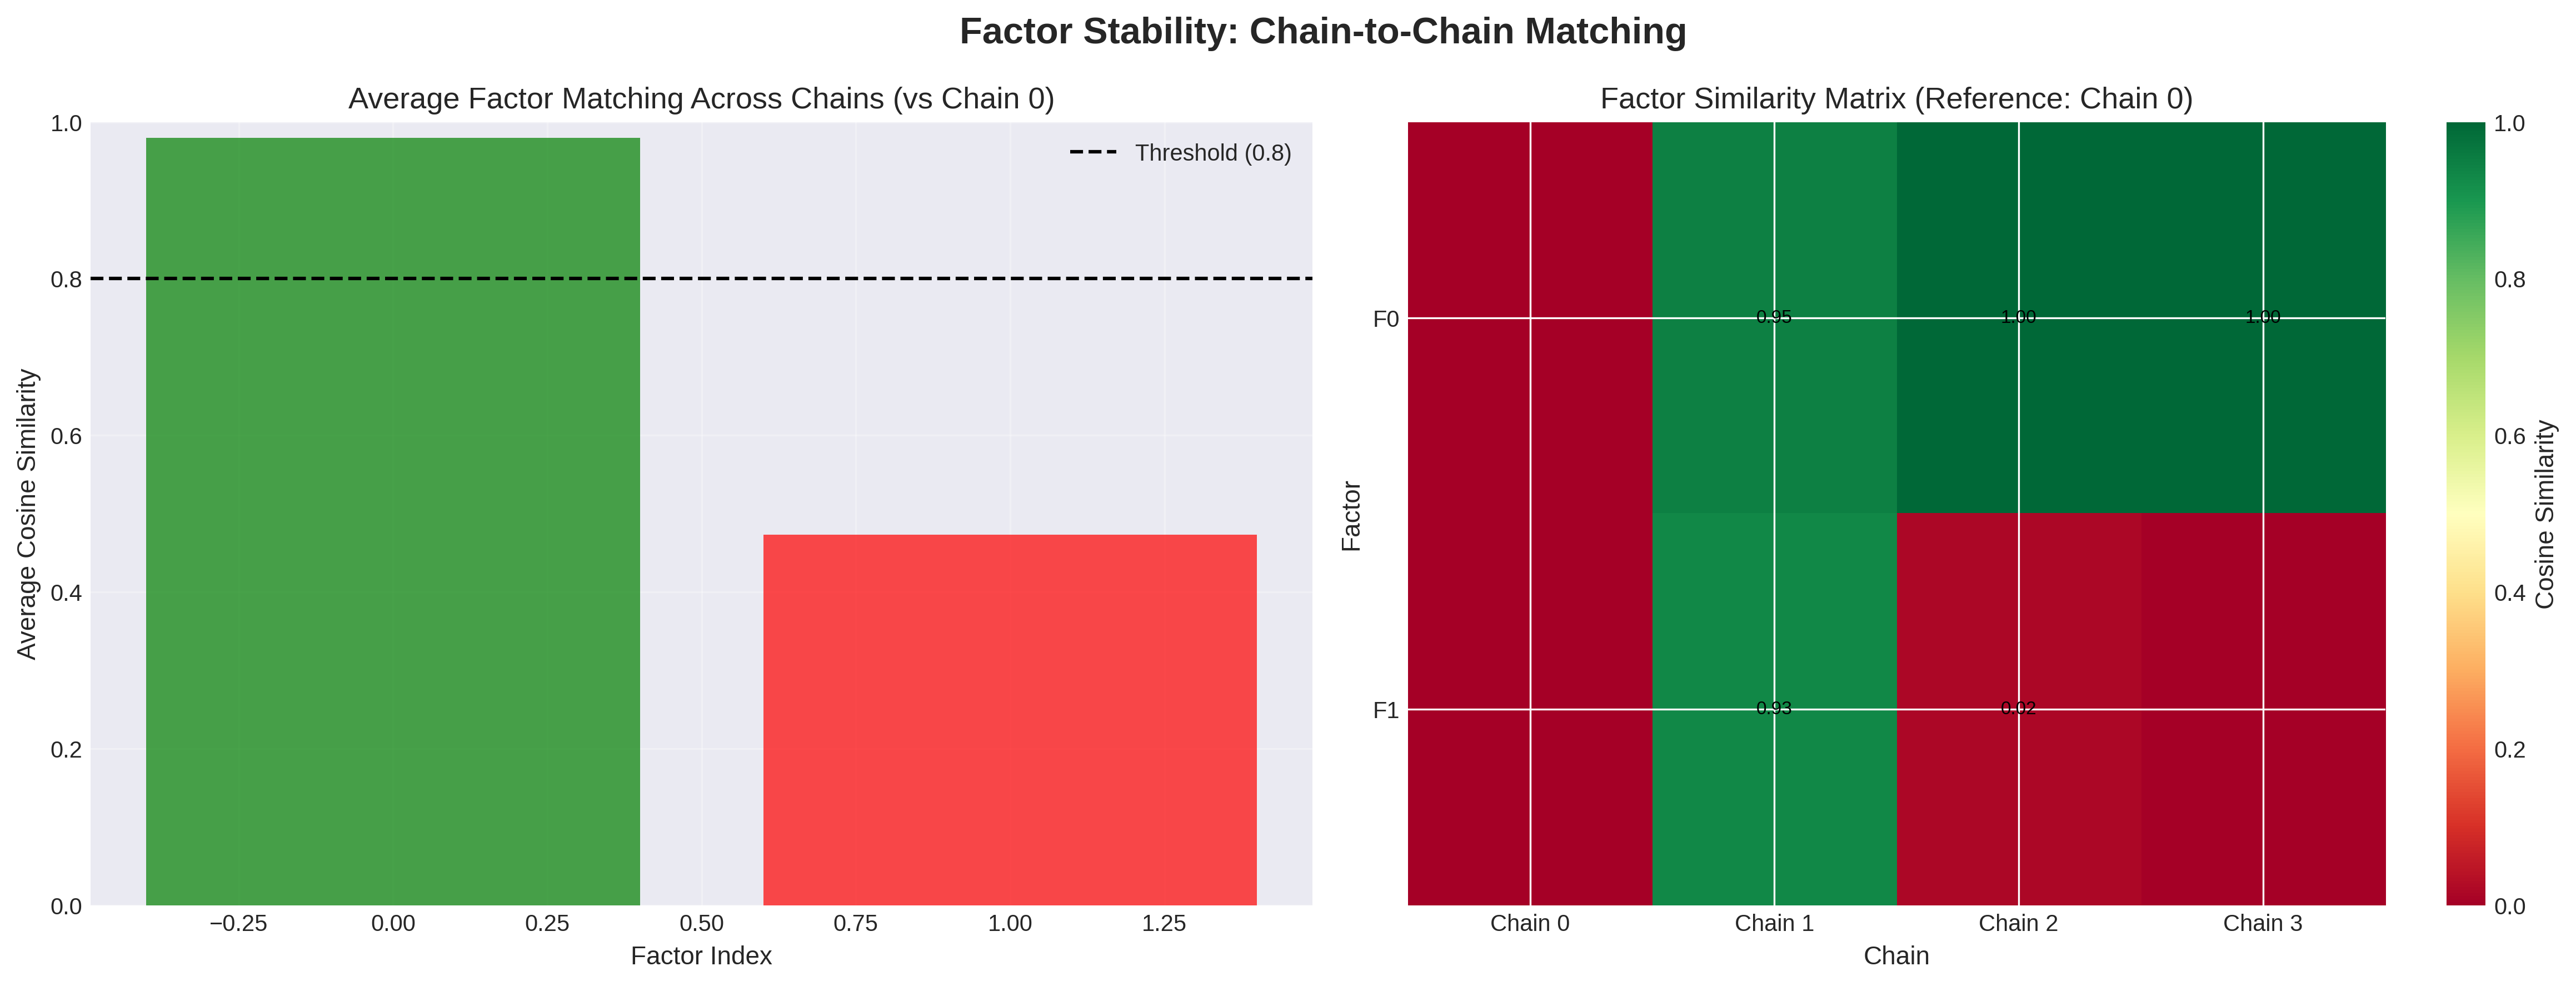 Factor Stability: Chain-to-Chain Matching
Average Factor Matching Across Chains (vs Chain 0)
Average Cosine Similarity
1.0
0.8
0.6
0.4
0.2
0.0
Threshold (0.8)
−0.25
0.00
0.25
0.50
0.75
1.00
1.25
Factor Index
Factor Similarity Matrix (Reference: Chain 0)
Factor
F0
0.95
1.00
1.00
F1
0.93
0.02
Chain 0
Chain 1
Chain 2
Chain 3
Chain
1.0
0.8
0.6
0.4
0.2
0.0
Cosine Similarity